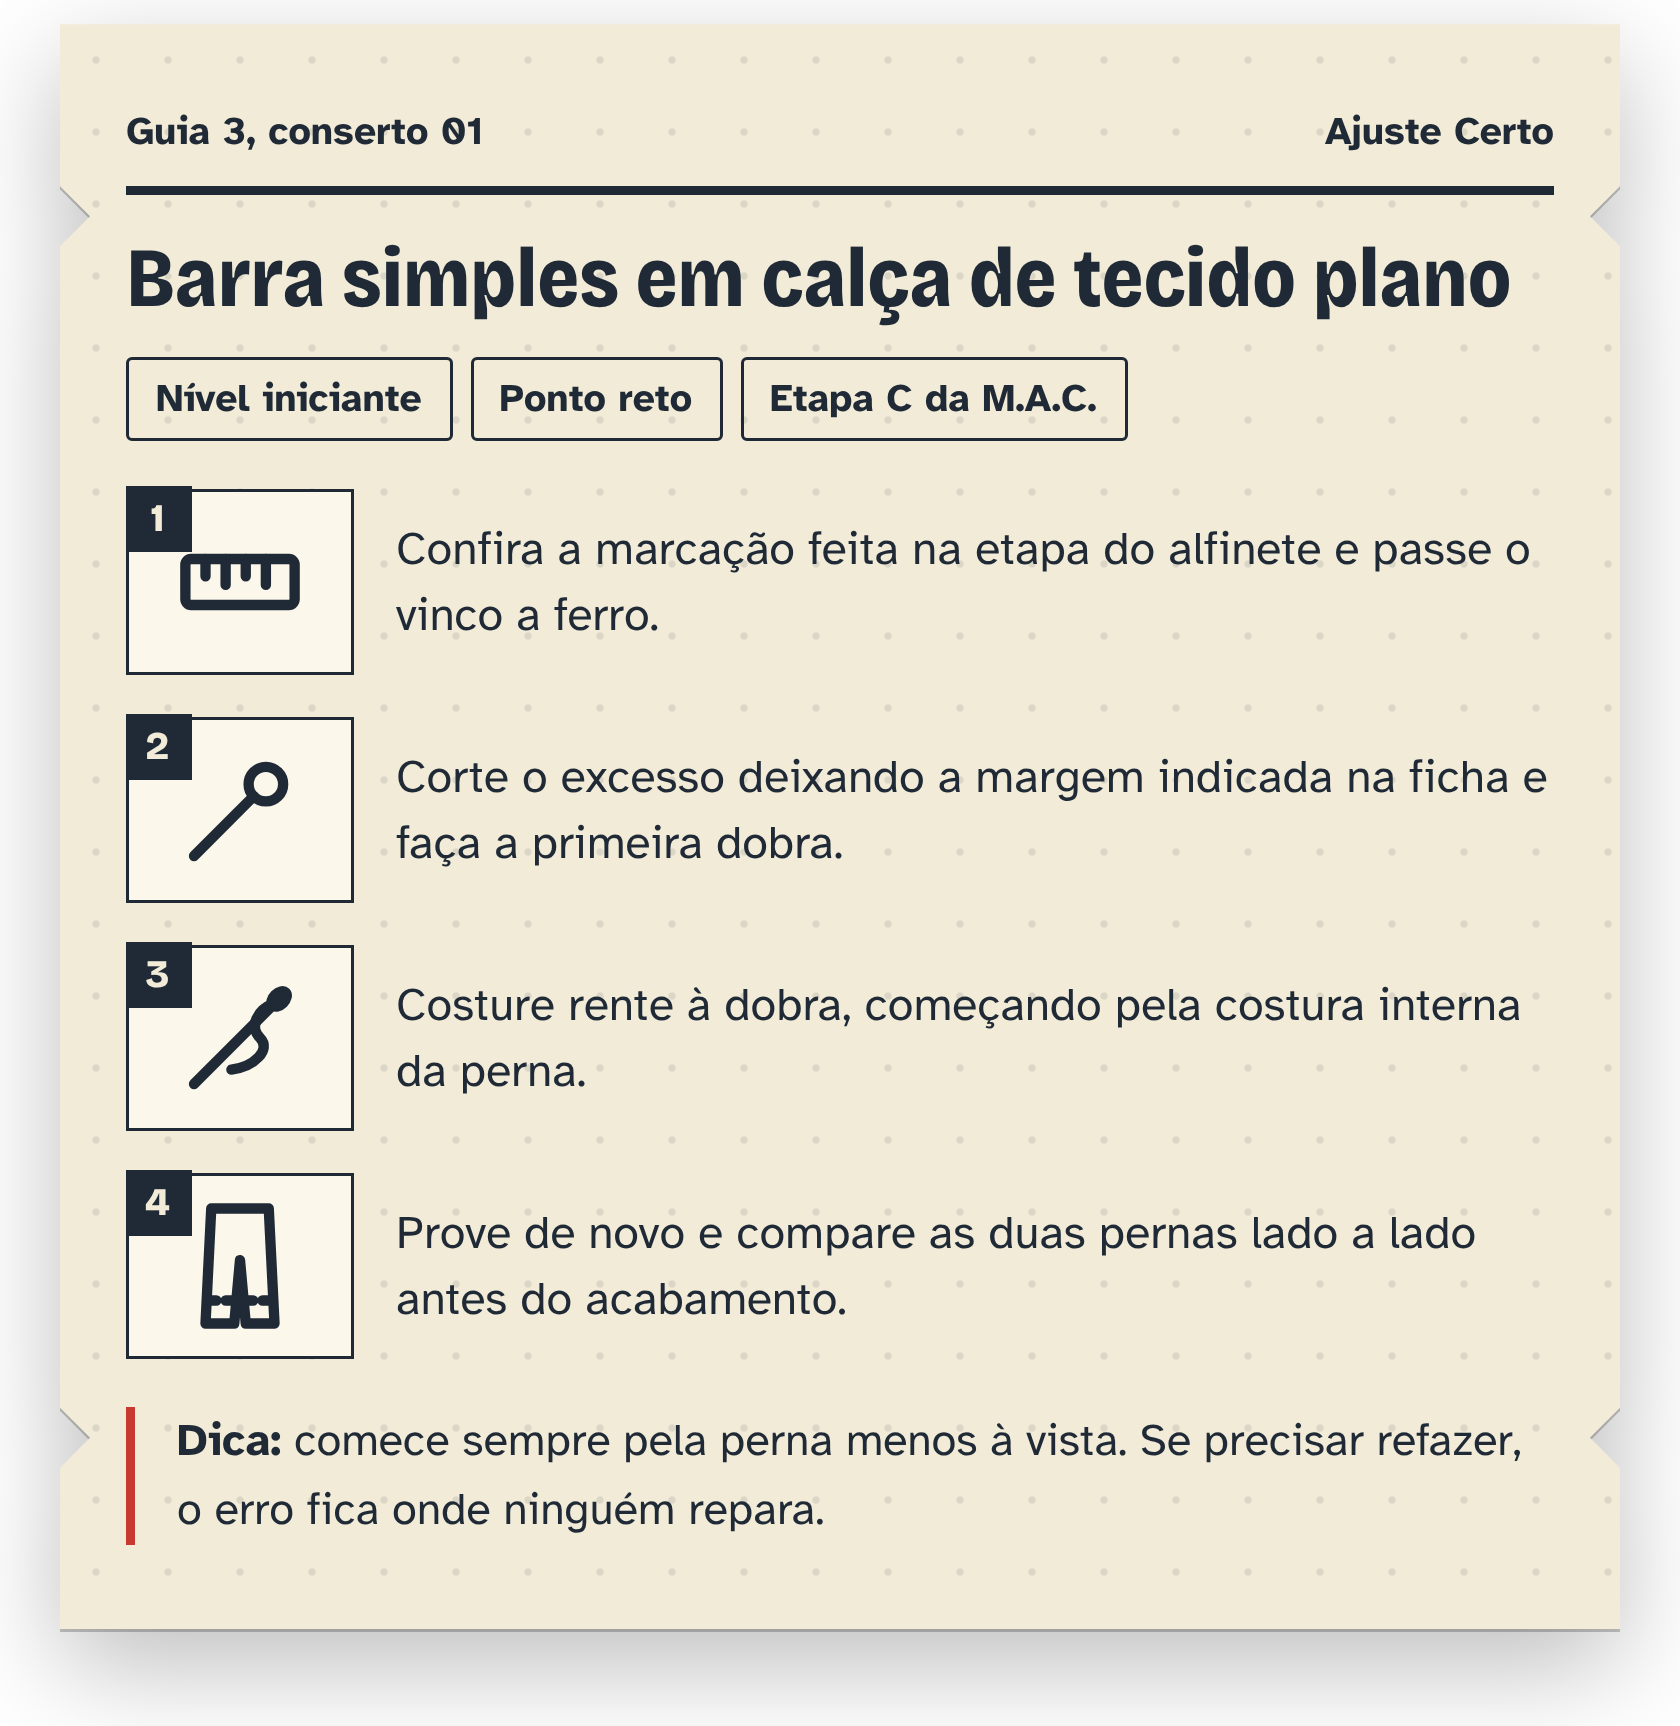 Guia 3, conserto 01
Ajuste Certo
Barra simples em calça de tecido plano
Nível iniciante
Ponto reto
Etapa C da M.A.C.
1
Confira a marcação feita na etapa do alfinete e passe o
vinco a ferro.
2
Corte o excesso deixando a margem indicada na ficha e
faça a primeira dobra.
3
Costure rente à dobra, começando pela costura interna
da perna.
4
Prove de novo e compare as duas pernas lado a lado
antes do acabamento.
Dica: comece sempre pela perna menos à vista. Se precisar refazer,
o erro fica onde ninguém repara.